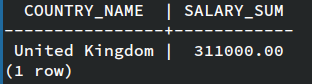 COUNTRY_NAME | SALARY_SUM
----------------+------------
United Kingdom | 311000.00
(1 row)